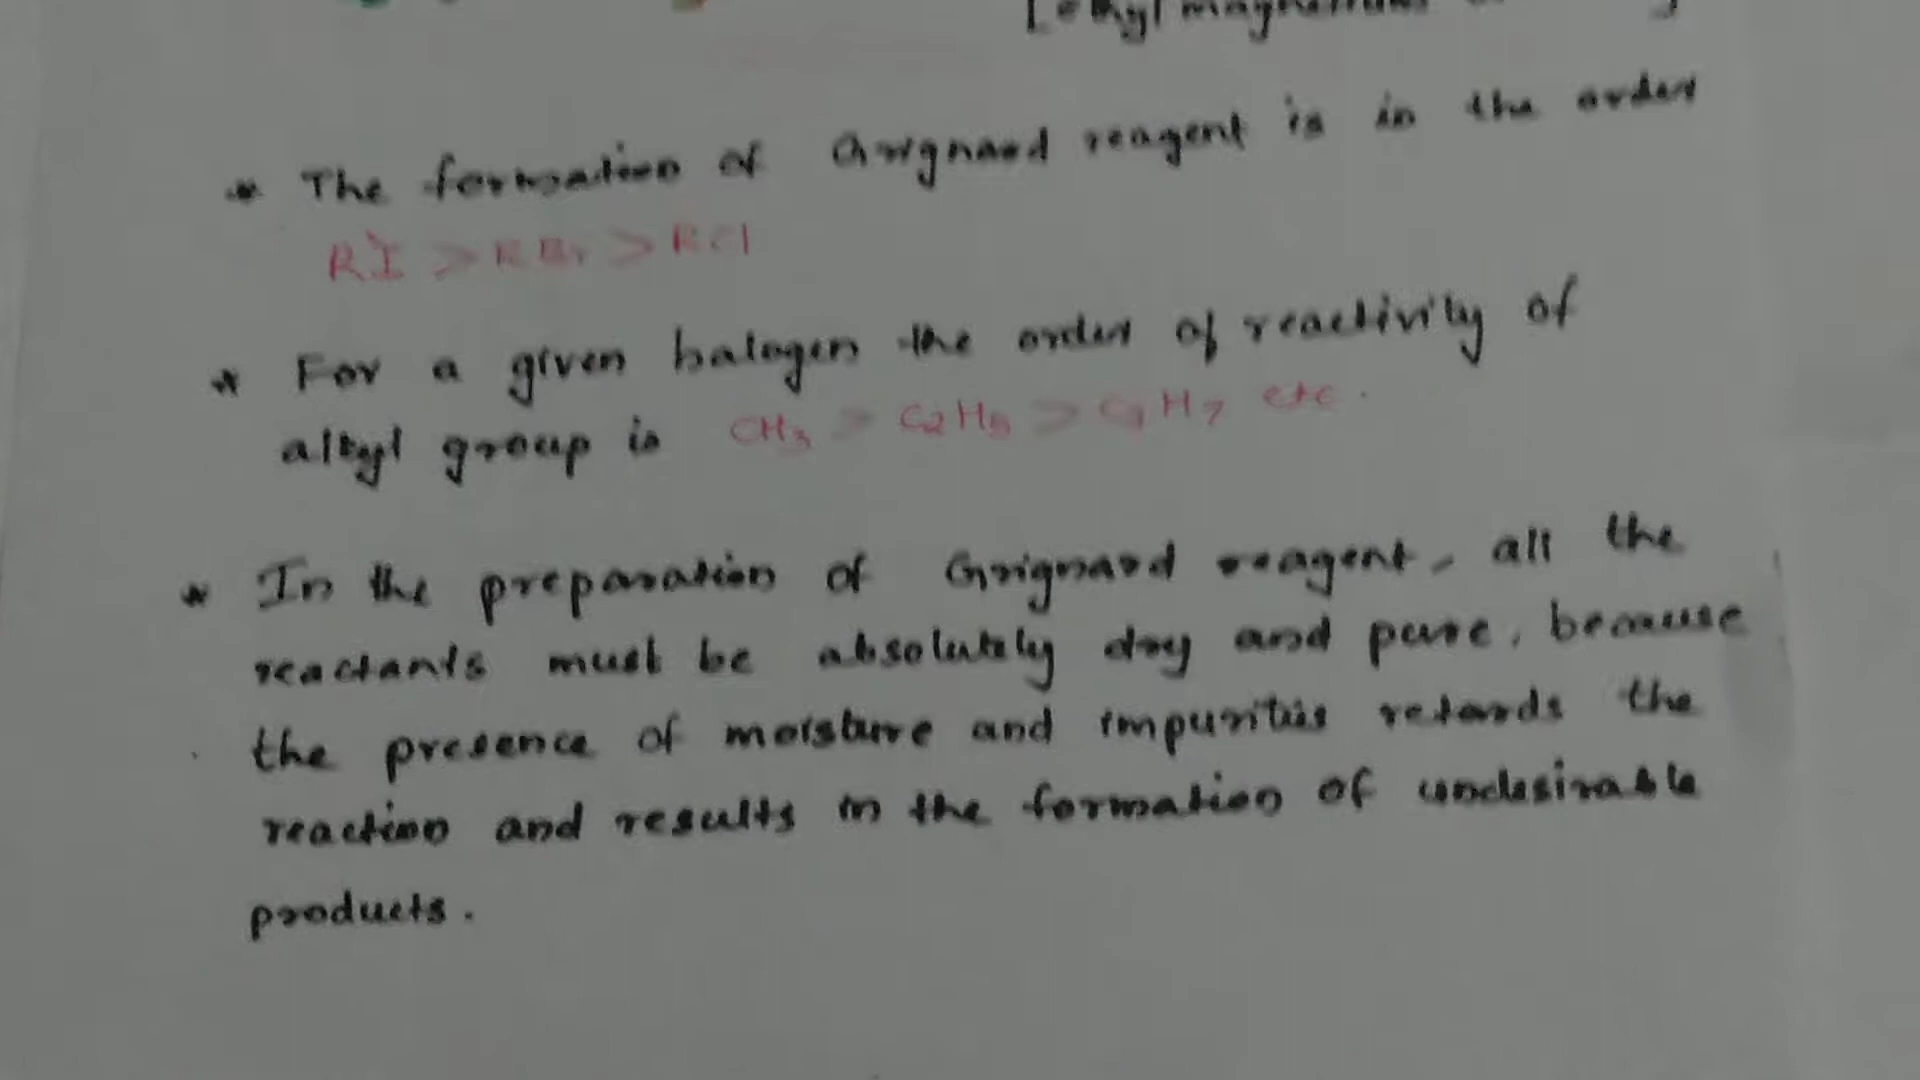 [ethyl magnesium
* The formation of Grignard reagent is in the order
RI > RBr > RCl
* For a given halogen the order of reactivity of
alkyl group is CH3 > C2H5 > C3H7 etc.
* In the preparation of Grignard reagent, all the
reactants must be absolutely dry and pure, because
the presence of moisture and impurities retards the
reaction and results in the formation of undesirable
products.